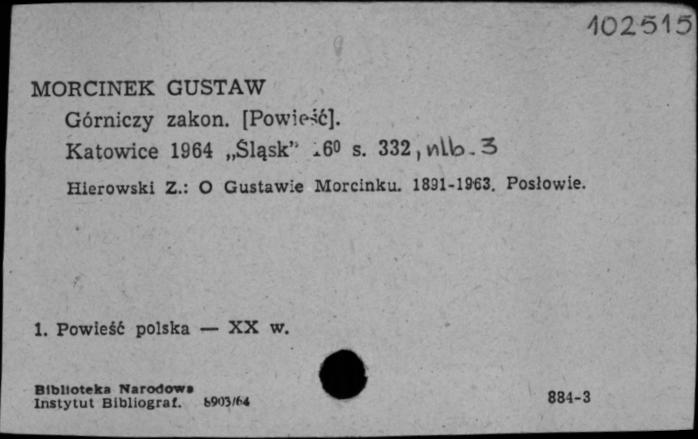 102515
MORCINEK GUSTAW
Górniczy zakon. [Powieść].
Katowice 1964 „Śląsk” 16⁰ s. 332, nlb. 3
Hierowski Z.: O Gustawie Morcinku. 1891-1963. Posłowie.
1. Powieść polska — XX w.
Biblioteka Narodowa
Instytut Bibliograf. 8903/64
884-3